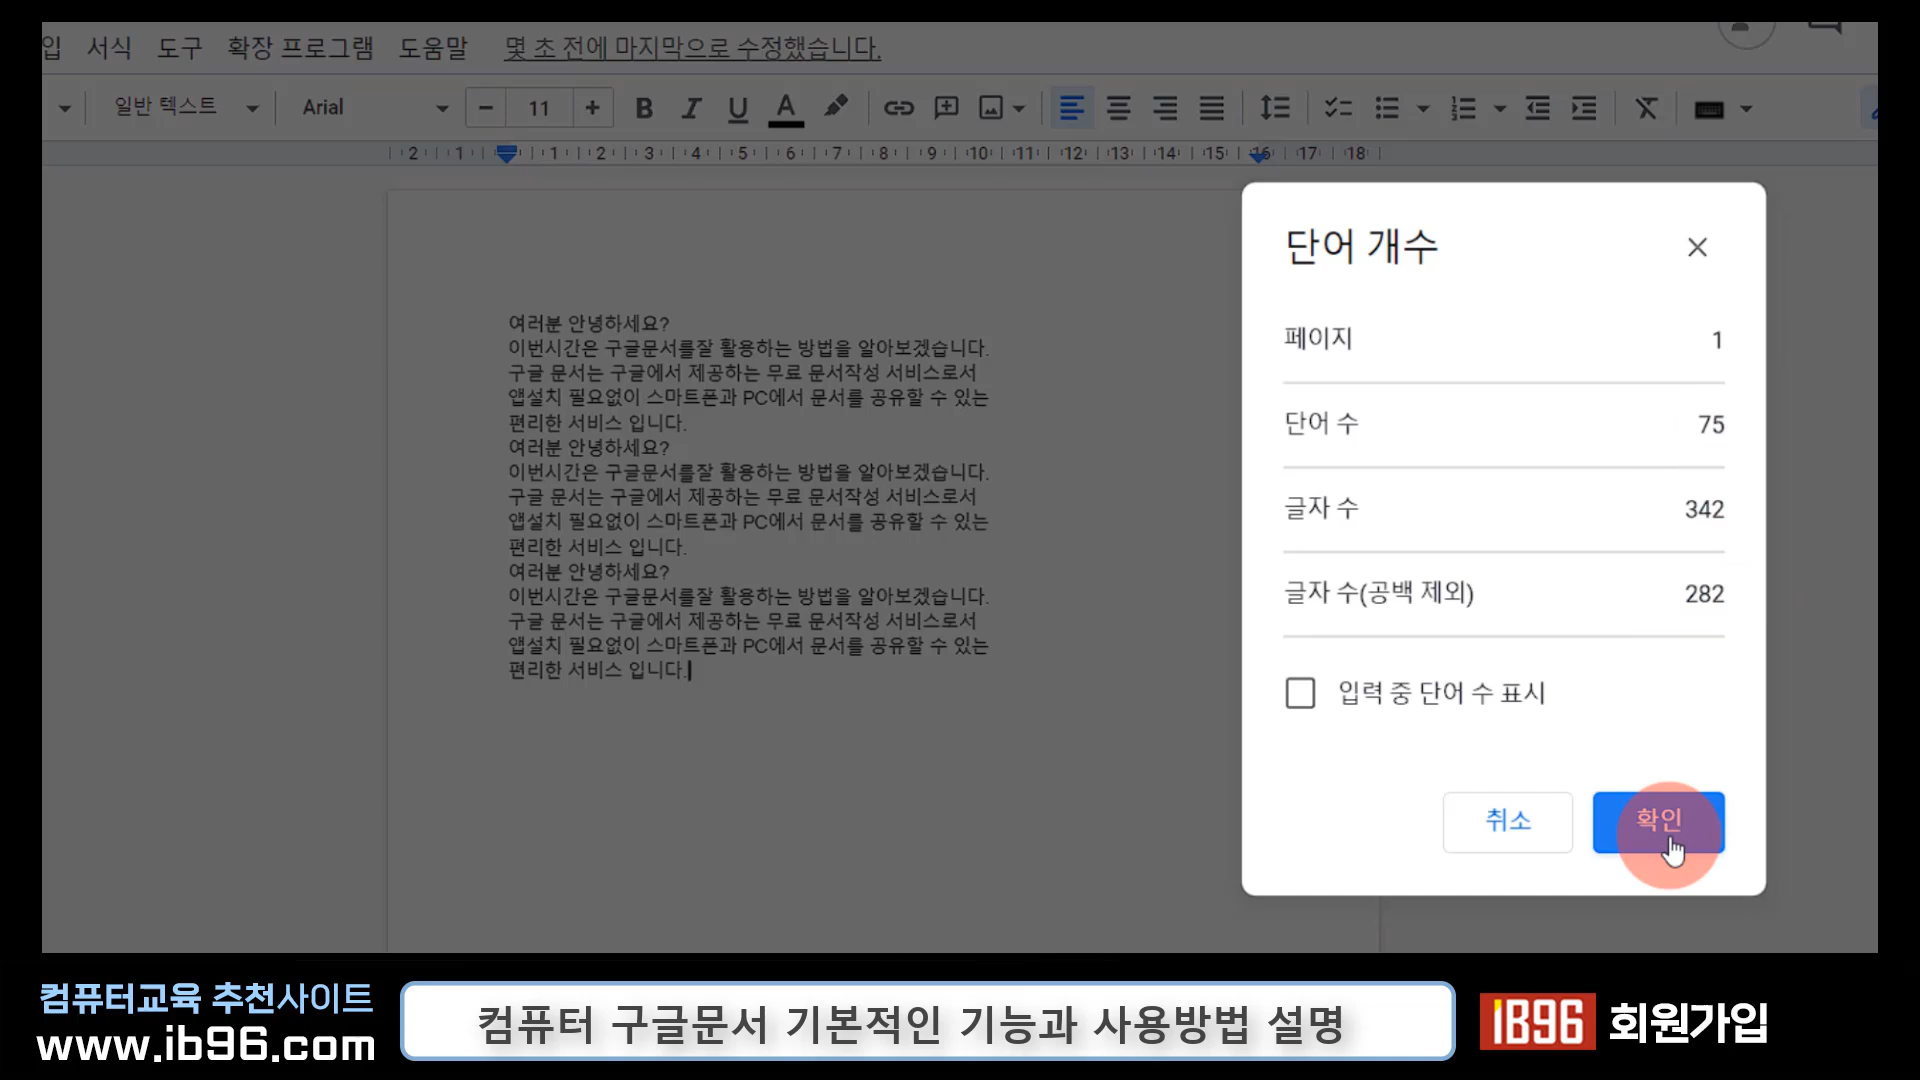 입 서식 도구 확장 프로그램 도움말 몇 초 전에 마지막으로 수정했습니다.
일반 텍스트 Arial − 11 + B I U A
2 1 1 2 3 4 5 6 7 8 9 10 11 12 13 14 15 16 17 18
여러분 안녕하세요?
이번시간은 구글문서를잘 활용하는 방법을 알아보겠습니다.
구글 문서는 구글에서 제공하는 무료 문서작성 서비스로서
앱설치 필요없이 스마트폰과 PC에서 문서를 공유할 수 있는
편리한 서비스 입니다.
여러분 안녕하세요?
이번시간은 구글문서를잘 활용하는 방법을 알아보겠습니다.
구글 문서는 구글에서 제공하는 무료 문서작성 서비스로서
앱설치 필요없이 스마트폰과 PC에서 문서를 공유할 수 있는
편리한 서비스 입니다.
여러분 안녕하세요?
이번시간은 구글문서를잘 활용하는 방법을 알아보겠습니다.
구글 문서는 구글에서 제공하는 무료 문서작성 서비스로서
앱설치 필요없이 스마트폰과 PC에서 문서를 공유할 수 있는
편리한 서비스 입니다.
단어 개수
페이지 1
단어 수 75
글자 수 342
글자 수(공백 제외) 282
입력 중 단어 수 표시
취소 확인
컴퓨터교육 추천사이트
www.ib96.com
컴퓨터 구글문서 기본적인 기능과 사용방법 설명
IB96 회원가입